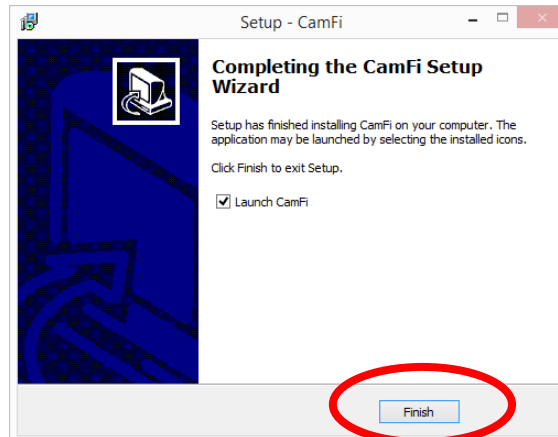 Setup - CamFi
Completing the CamFi Setup
Wizard
Setup has finished installing CamFi on your computer. The
application may be launched by selecting the installed icons.
Click Finish to exit Setup.
Launch CamFi
Finish